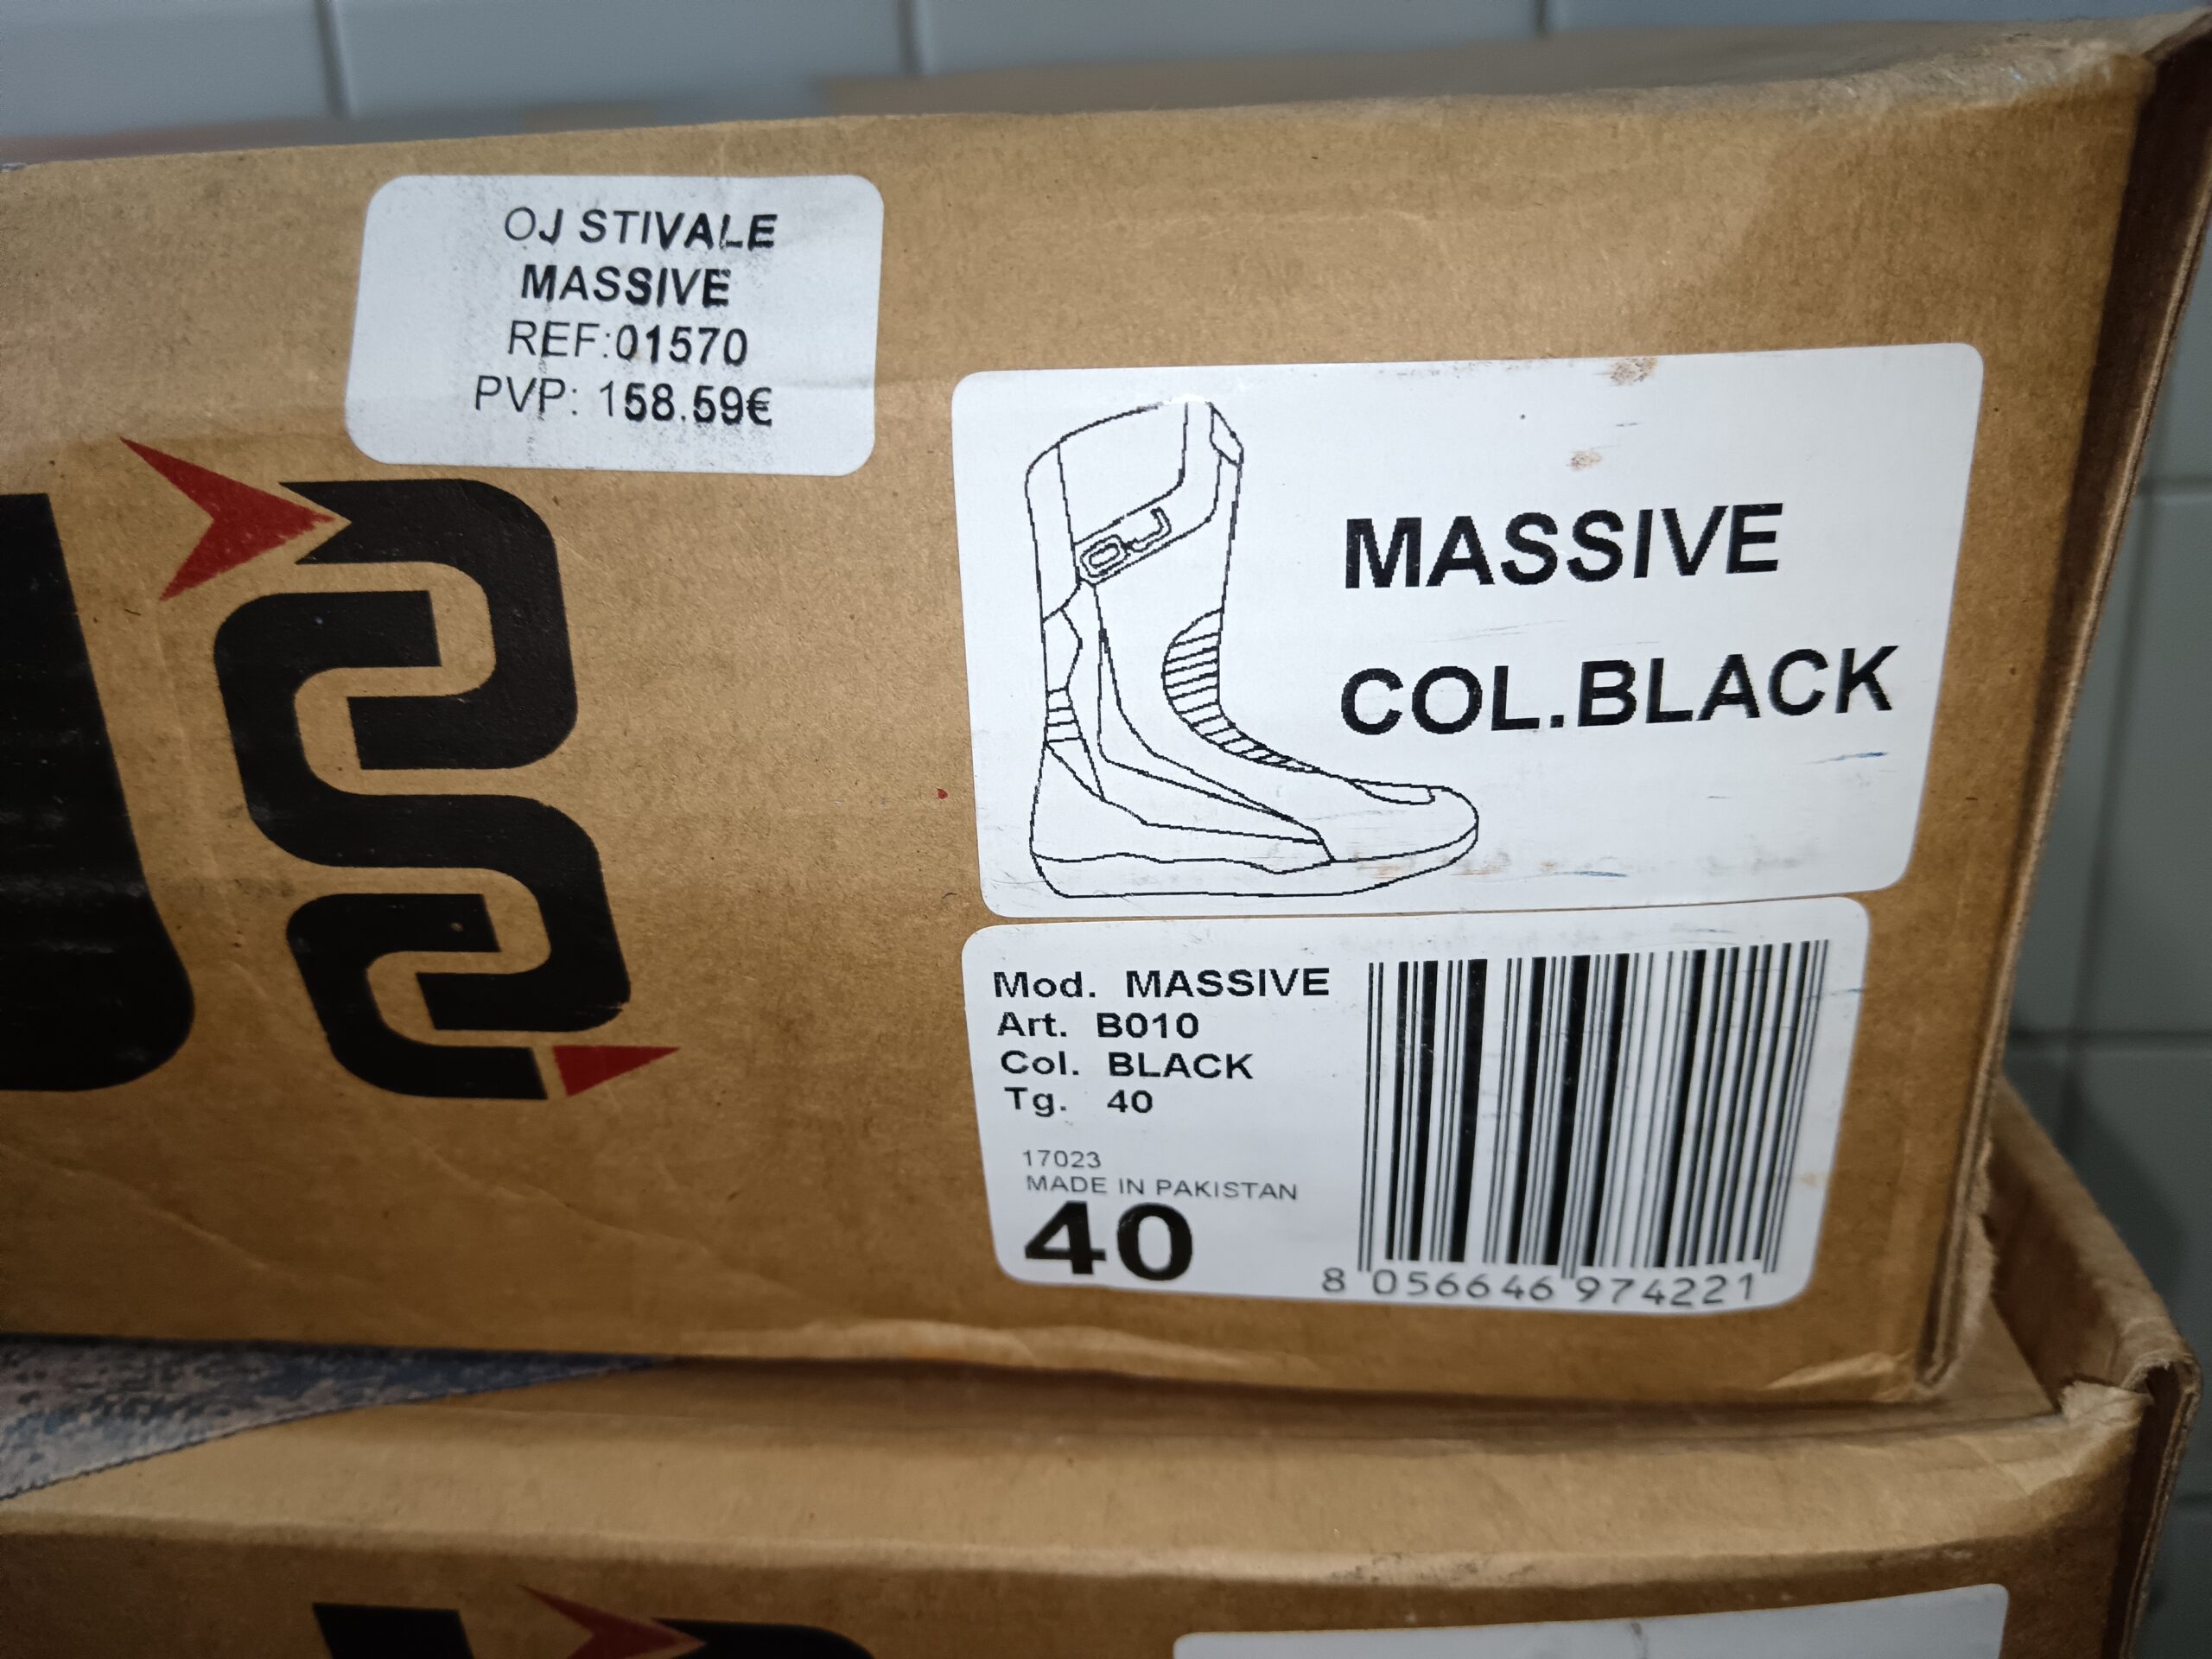 OJ STIVALE
MASSIVE
REF:01570
PVP: 158.59€
OJ
MASSIVE
COL.BLACK
Mod. MASSIVE
Art. B010
Col. BLACK
Tg. 40
17023
MADE IN PAKISTAN
40
8 056646 974221